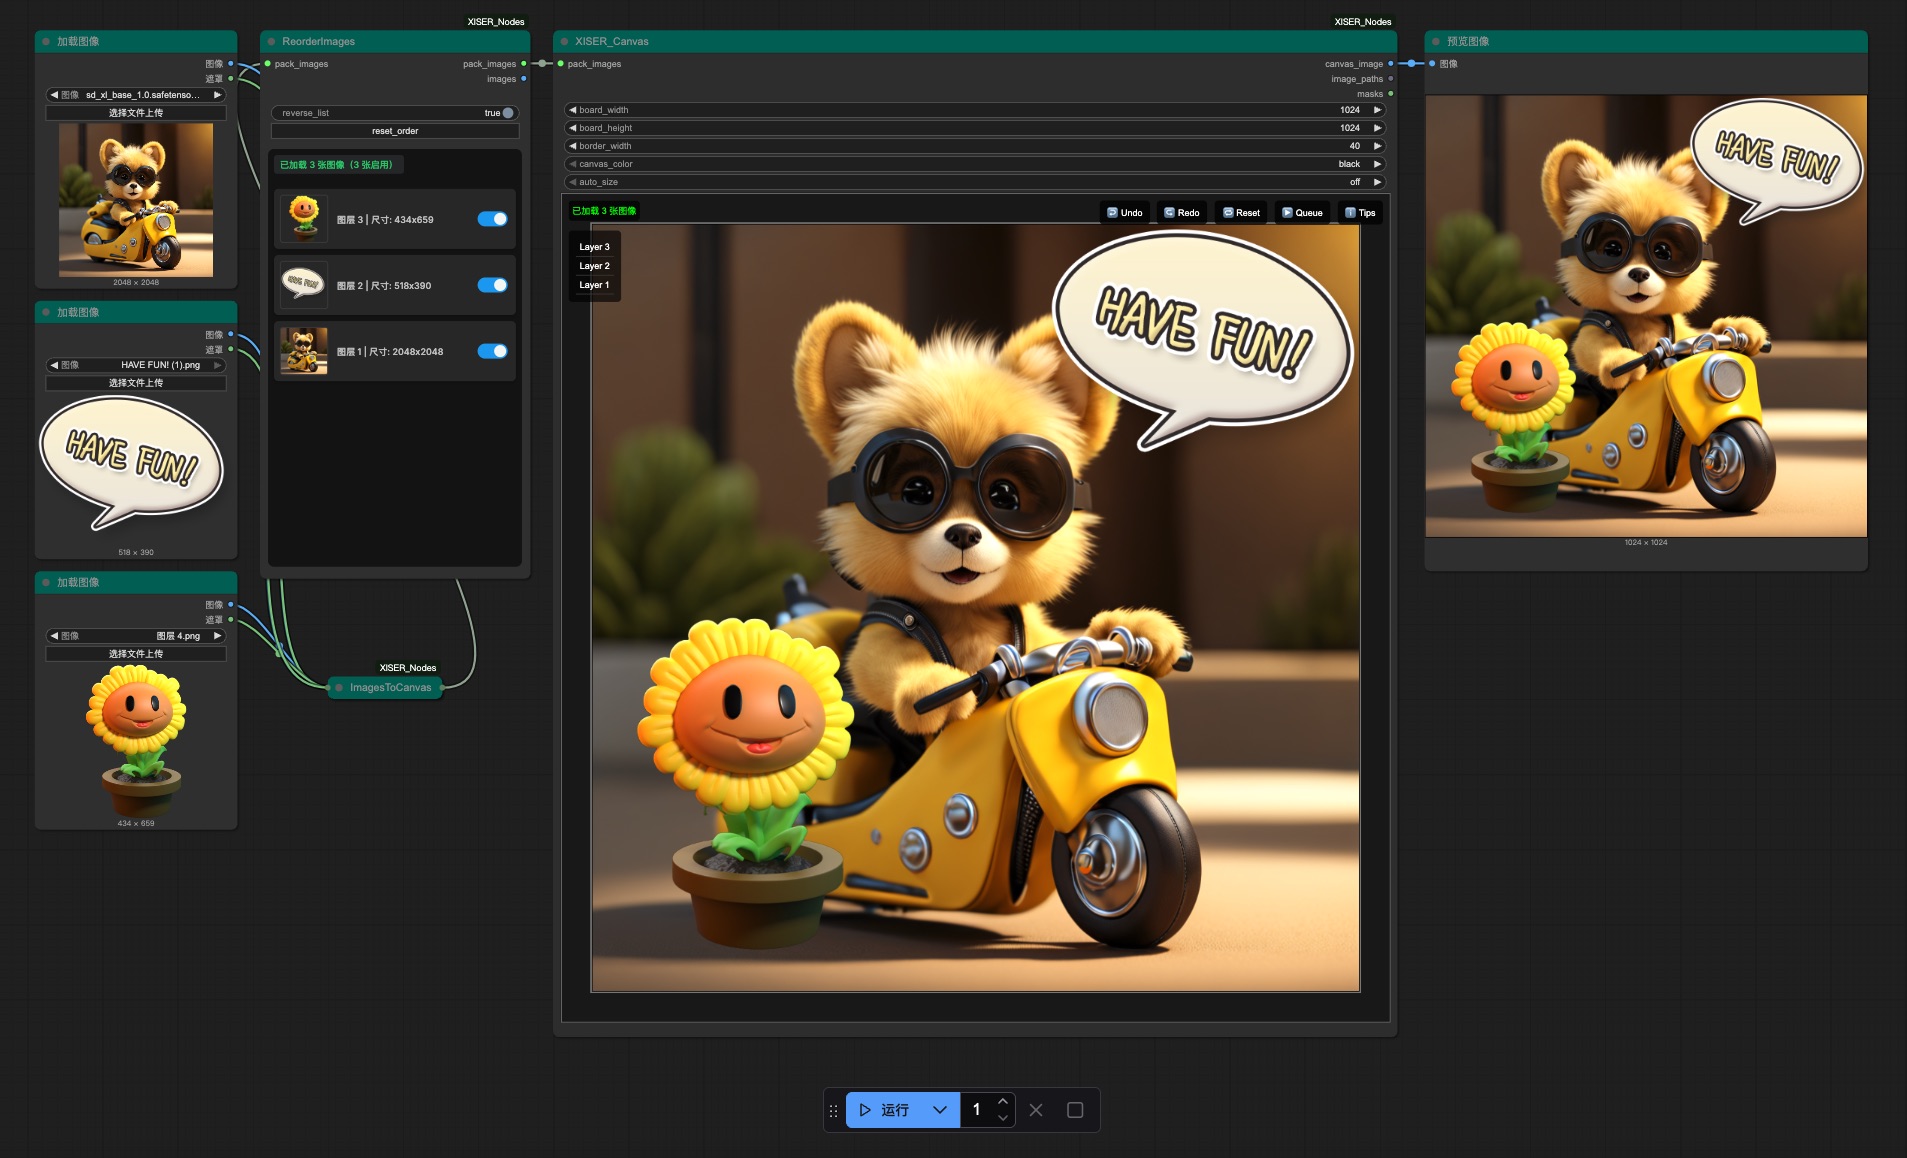 加载图像
图像
遮罩
图像 sd_xl_base_1.0.safetenso...
选择文件上传
HAVE FUN!
2048 × 2048
加载图像
图像
遮罩
图像 HAVE FUN! (1).png
选择文件上传
HAVE FUN!
518 × 390
加载图像
图像
遮罩
图像 图层 4.png
选择文件上传
434 × 659
XISER_Nodes
ReorderImages
pack_images pack_images
images
reverse_list true
reset_order
已加载 3 张图像（3 张启用）
图层 3 | 尺寸: 434x659
HAVE FUN!
图层 2 | 尺寸: 518x390
图层 1 | 尺寸: 2048x2048
XISER_Nodes
ImagesToCanvas
XISER_Nodes
XISER_Canvas
pack_images canvas_image
image_paths
masks
board_width 1024
board_height 1024
border_width 40
canvas_color black
auto_size off
已加载 3 张图像
Undo Redo Reset Queue Tips
Layer 3
Layer 2
Layer 1
HAVE FUN!
预览图像
图像
HAVE FUN!
1024 × 1024
运行 1